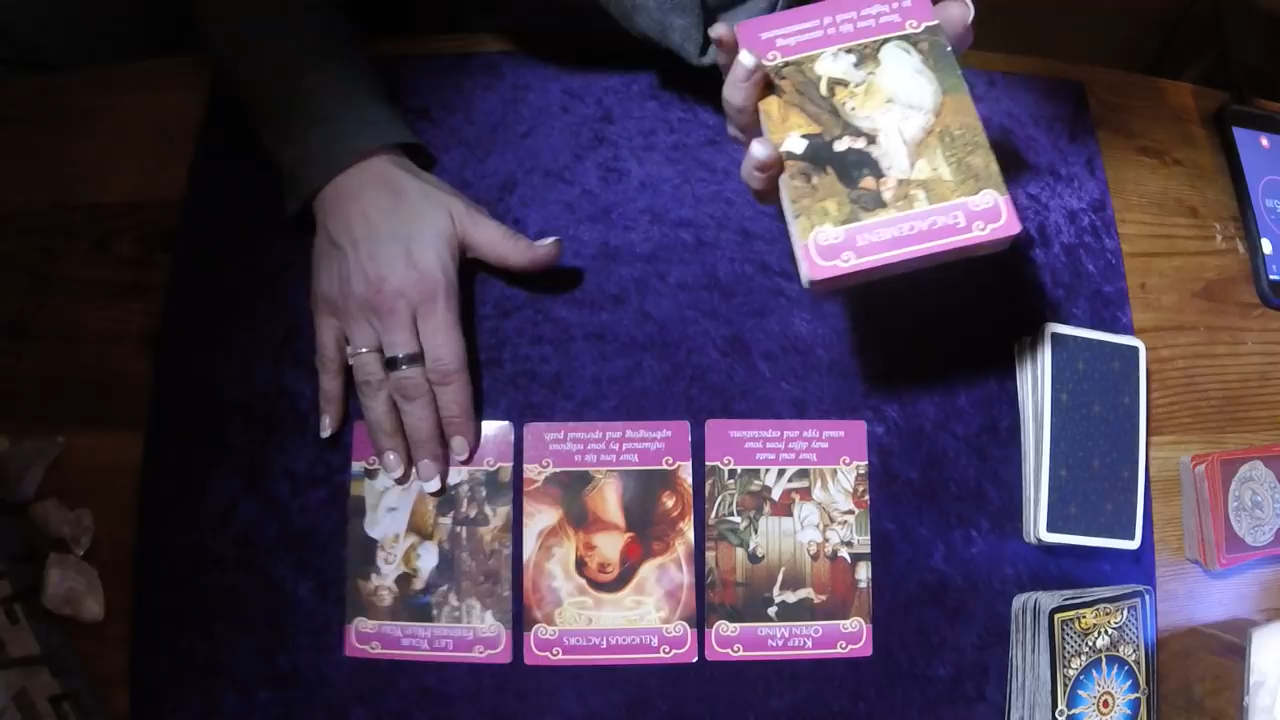 ENGAGEMENT
Your love life is ascending
to a higher level of commitment.
KEEP AN
OPEN MIND
Your soul mate
may differ from your
usual type and expectations.
RELIGIOUS FACTORS
Your love life is
influenced by your religious
upbringing and spiritual path.
LET YOUR
FRIENDS HELP YOU